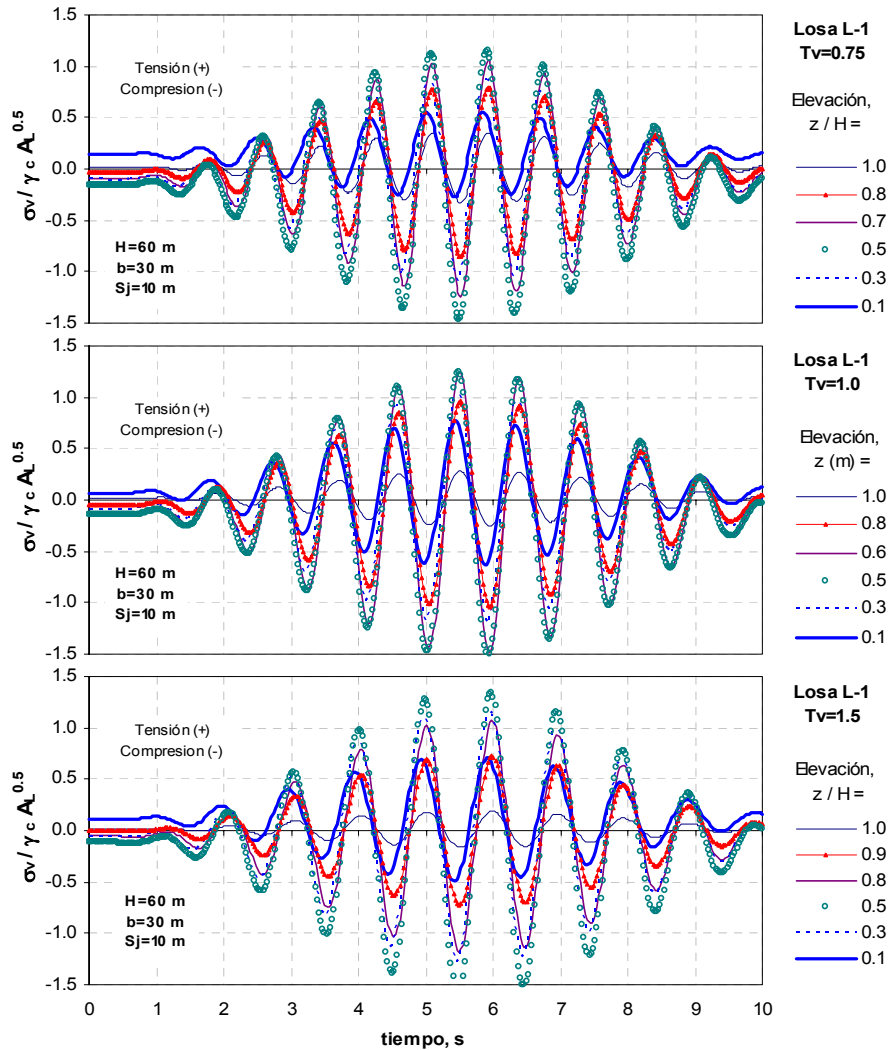 1.5
1.0
0.5
0.0
-0.5
-1.0
-1.5
σv / γ c AL 0.5
Tensión (+)
Compresion (-)
H=60 m
b=30 m
Sj=10 m
Losa L-1
Tv=0.75
Elevación,
z / H =
1.0
0.8
0.7
0.5
0.3
0.1
1.5
1.0
0.5
0.0
-0.5
-1.0
-1.5
σv / γ c AL 0.5
Tensión (+)
Compresion (-)
H=60 m
b=30 m
Sj=10 m
Losa L-1
Tv=1.0
Elevación,
z (m) =
1.0
0.8
0.6
0.5
0.3
0.1
1.5
1.0
0.5
0.0
-0.5
-1.0
-1.5
σv / γ c AL 0.5
Tensión (+)
Compresion (-)
H=60 m
b=30 m
Sj=10 m
Losa L-1
Tv=1.5
Elevación,
z / H =
1.0
0.9
0.8
0.5
0.3
0.1
0 1 2 3 4 5 6 7 8 9 10
tiempo, s